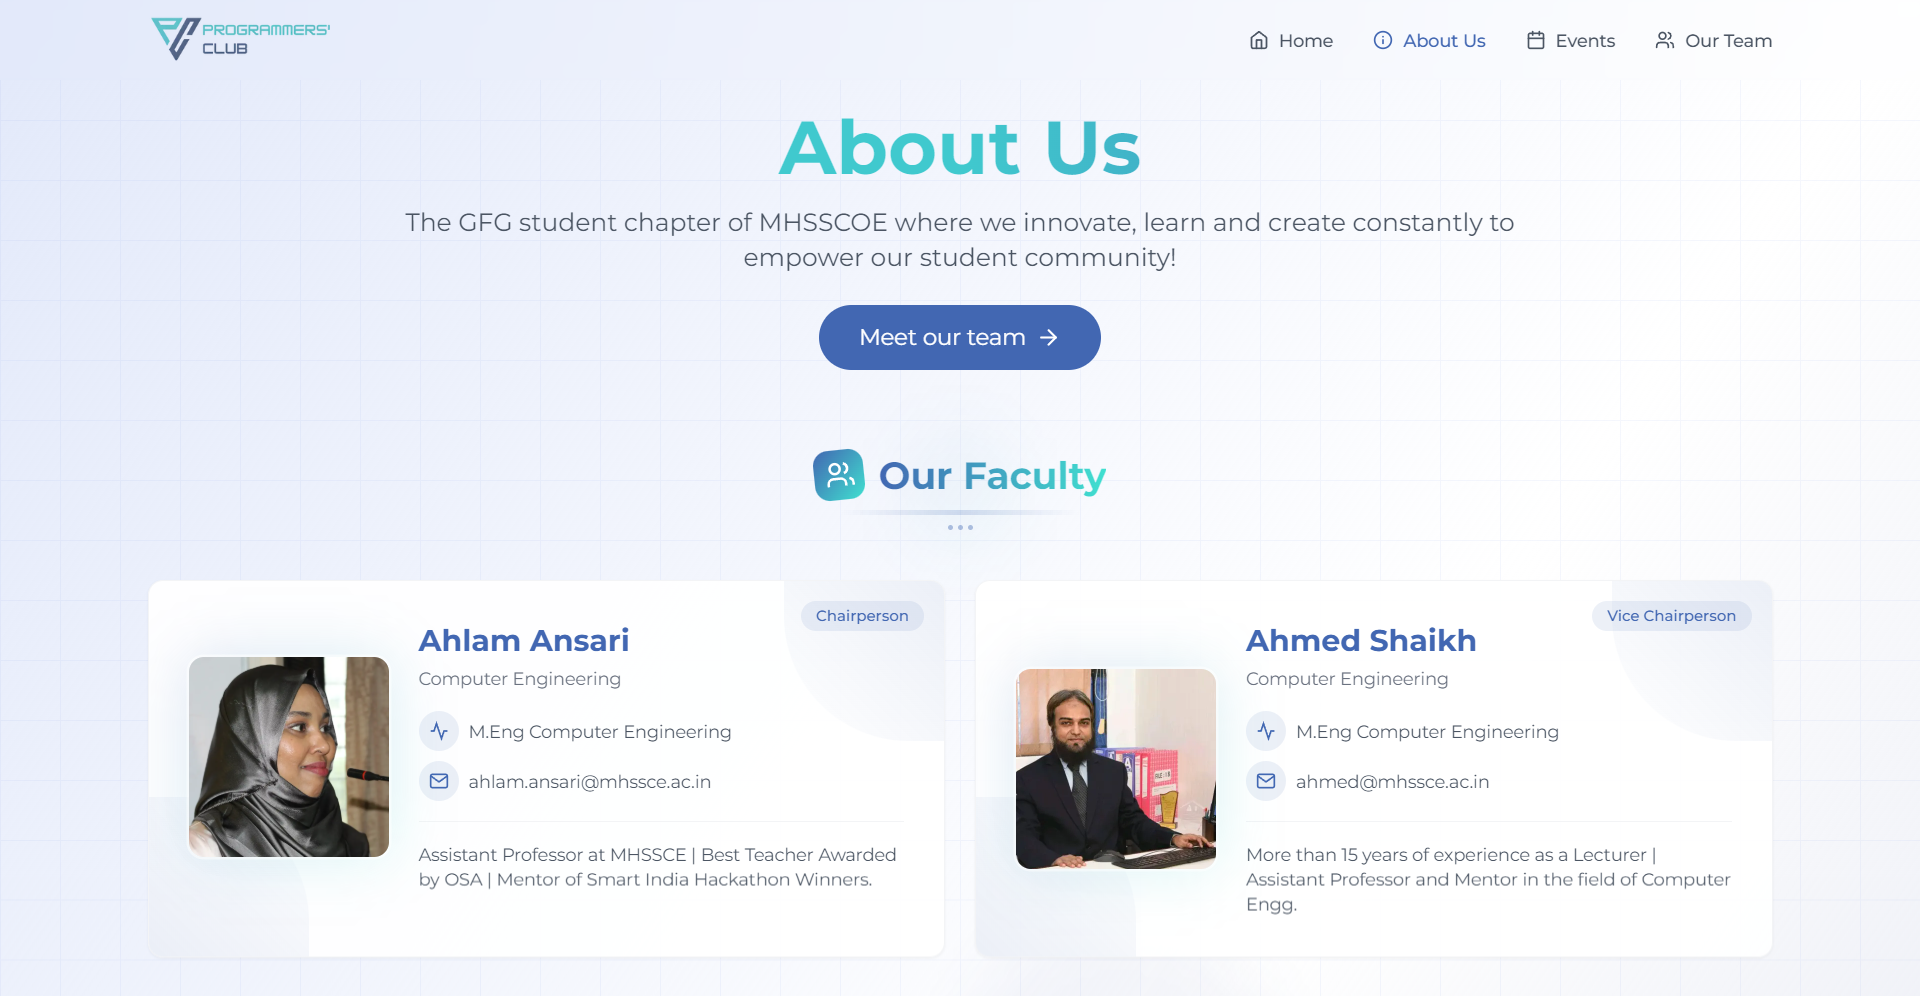 PROGRAMMERS'
CLUB
Home
About Us
Events
Our Team
About Us
The GFG student chapter of MHSSCOE where we innovate, learn and create constantly to
empower our student community!
Meet our team
Our Faculty
Chairperson
Ahlam Ansari
Computer Engineering
M.Eng Computer Engineering
ahlam.ansari@mhssce.ac.in
Assistant Professor at MHSSCE | Best Teacher Awarded
by OSA | Mentor of Smart India Hackathon Winners.
Vice Chairperson
Ahmed Shaikh
Computer Engineering
M.Eng Computer Engineering
ahmed@mhssce.ac.in
More than 15 years of experience as a Lecturer |
Assistant Professor and Mentor in the field of Computer
Engg.